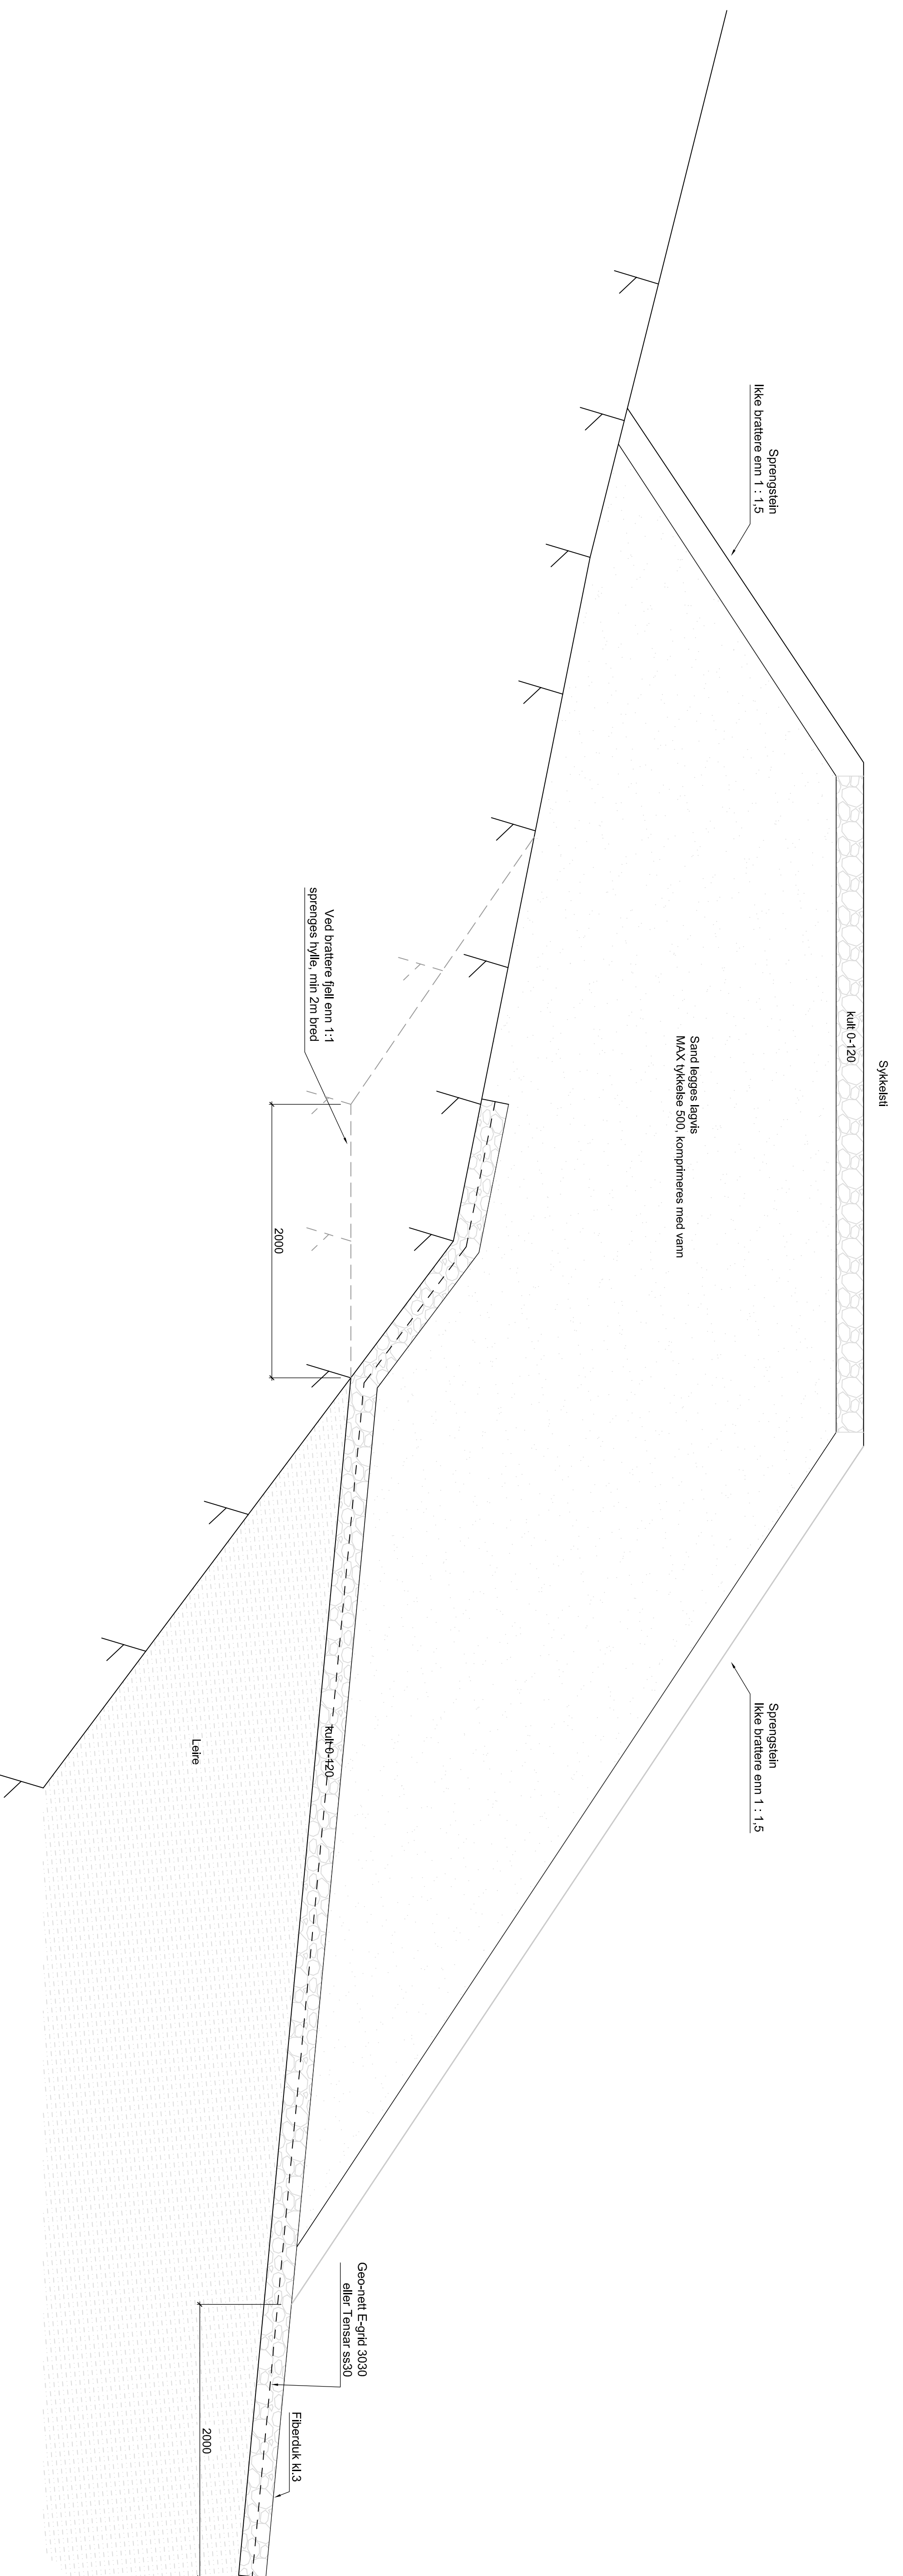 Sykkelsti
kult 0-120
Sprengstein
Ikke brattere enn 1 : 1,5
Sprengstein
Ikke brattere enn 1 : 1,5
Sand legges lagvis
MAX tykkelse 500, komprimeres med vann
Ved brattere fjell enn 1:1
sprenges hylle, min 2m bred
2000
kult 0-120
Leire
Geo-nett E-grid 3030
eller Tensar ss30
Fiberduk kl.3
2000